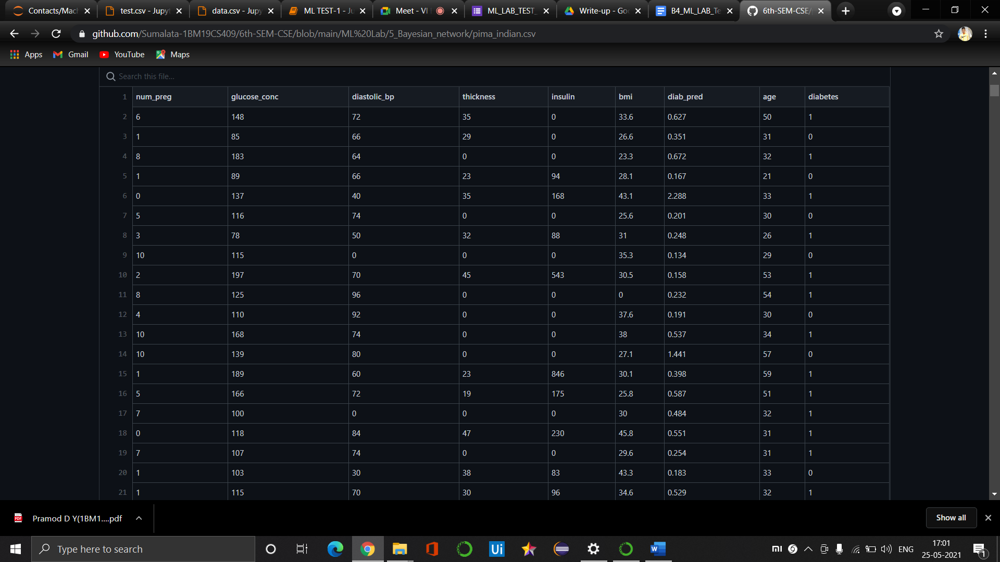 Contacts/Mach test.csv - Jupyt data.csv - Jupy ML TEST-1 - Ju Meet - VI ML_LAB_TEST_ Write-up - Goo B4_ML_LAB_Te 6th-SEM-CSE/
github.com/Sumalata-1BM19CS409/6th-SEM-CSE/blob/main/ML%20Lab/5_Bayesian_network/pima_indian.csv
Apps Gmail YouTube Maps
Search this file...
1 num_preg glucose_conc diastolic_bp thickness insulin bmi diab_pred age diabetes
2 6 148 72 35 0 33.6 0.627 50 1
3 1 85 66 29 0 26.6 0.351 31 0
4 8 183 64 0 0 23.3 0.672 32 1
5 1 89 66 23 94 28.1 0.167 21 0
6 0 137 40 35 168 43.1 2.288 33 1
7 5 116 74 0 0 25.6 0.201 30 0
8 3 78 50 32 88 31 0.248 26 1
9 10 115 0 0 0 35.3 0.134 29 0
10 2 197 70 45 543 30.5 0.158 53 1
11 8 125 96 0 0 0 0.232 54 1
12 4 110 92 0 0 37.6 0.191 30 0
13 10 168 74 0 0 38 0.537 34 1
14 10 139 80 0 0 27.1 1.441 57 0
15 1 189 60 23 846 30.1 0.398 59 1
16 5 166 72 19 175 25.8 0.587 51 1
17 7 100 0 0 0 30 0.484 32 1
18 0 118 84 47 230 45.8 0.551 31 1
19 7 107 74 0 0 29.6 0.254 31 1
20 1 103 30 38 83 43.3 0.183 33 0
21 1 115 70 30 96 34.6 0.529 32 1
PDF Pramod D Y(1BM1....pdf Show all
Type here to search Ui W mi ENG 17:01
25-05-2021 1